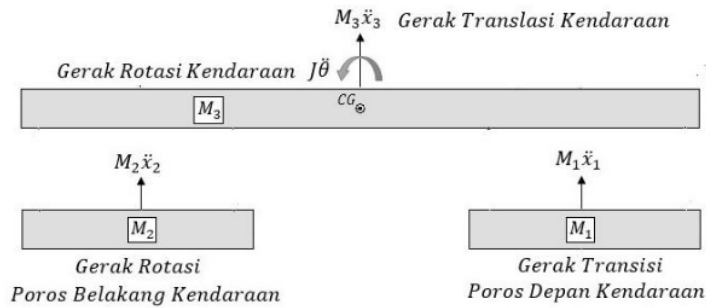 M₃ẍ₃ Gerak Translasi Kendaraan
Gerak Rotasi Kendaraan Jθ̈
CG
M₃
M₂ẍ₂ M₁ẍ₁
M₂ M₁
Gerak Rotasi Gerak Transisi
Poros Belakang Kendaraan Poros Depan Kendaraan